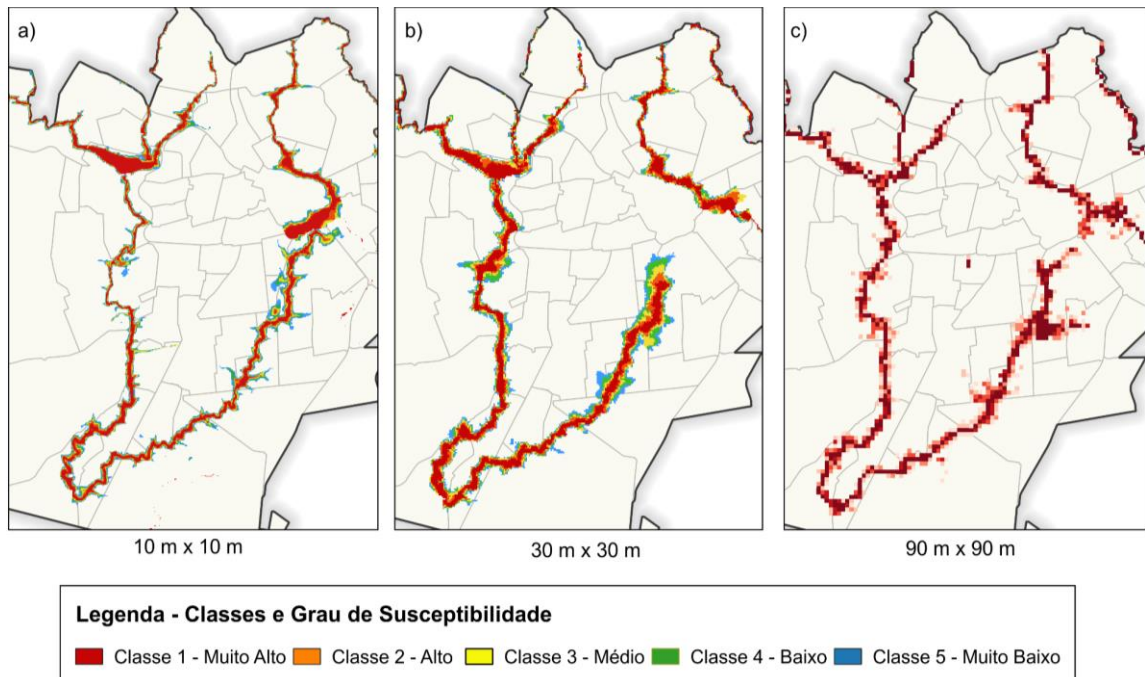 a)
b)
c)
10 m x 10 m
30 m x 30 m
90 m x 90 m
Legenda - Classes e Grau de Susceptibilidade
Classe 1 - Muito Alto Classe 2 - Alto Classe 3 - Médio Classe 4 - Baixo Classe 5 - Muito Baixo